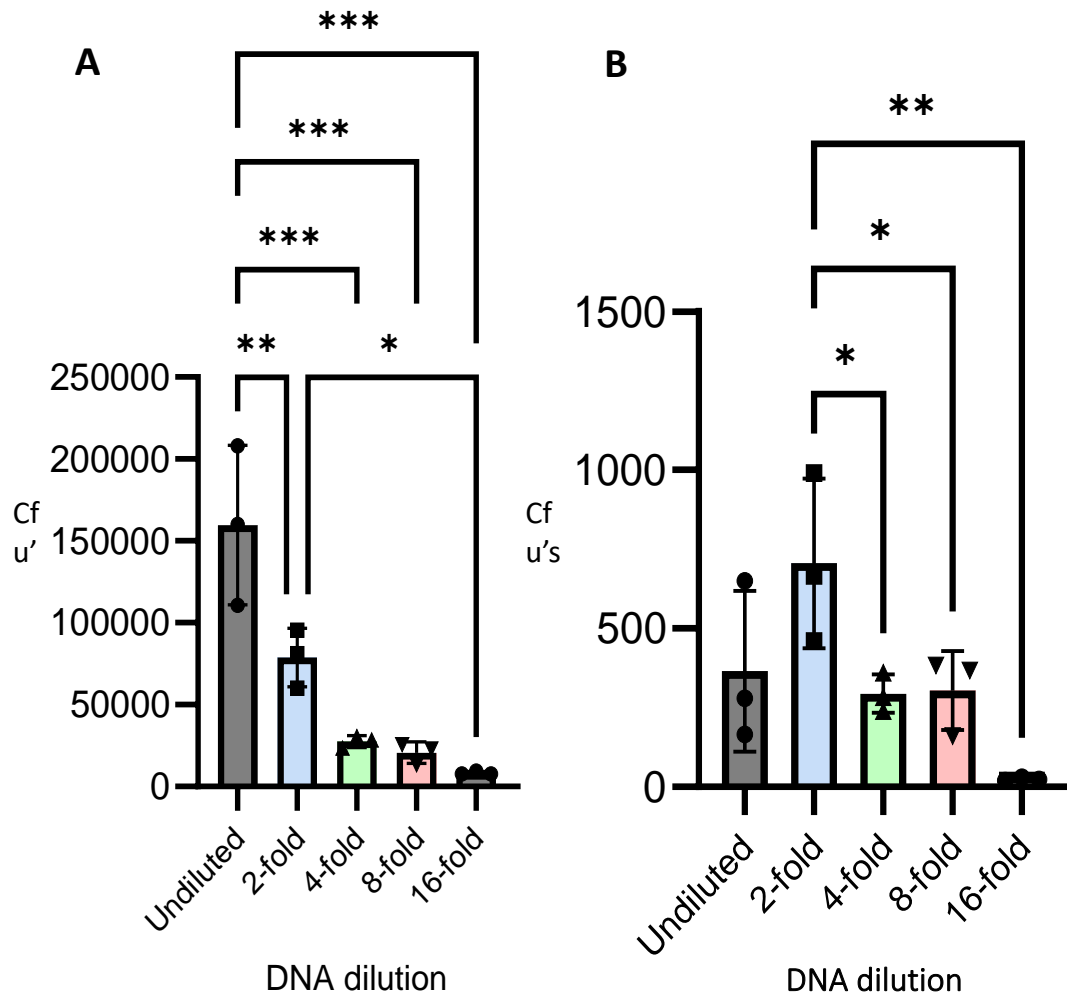 A
***
***
***
**
*
250000
200000
150000
100000
50000
0
Cf
u'
Undiluted
2-fold
4-fold
8-fold
16-fold
DNA dilution
B
**
*
*
1500
1000
500
0
Cf
u's
Undiluted
2-fold
4-fold
8-fold
16-fold
DNA dilution